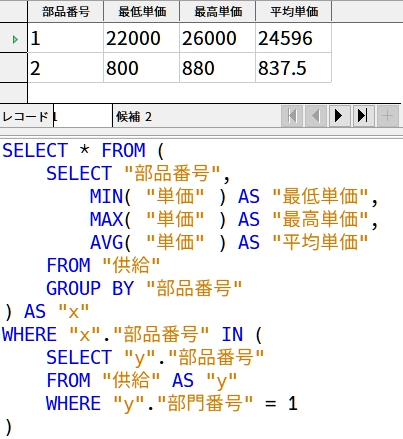 部品番号 最低単価 最高単価 平均単価
1 22000 26000 24596
2 800 880 837.5
レコード 1 候補 2
SELECT * FROM (
SELECT "部品番号",
MIN( "単価" ) AS "最低単価",
MAX( "単価" ) AS "最高単価",
AVG( "単価" ) AS "平均単価"
FROM "供給"
GROUP BY "部品番号"
) AS "x"
WHERE "x"."部品番号" IN (
SELECT "y"."部品番号"
FROM "供給" AS "y"
WHERE "y"."部門番号" = 1
)